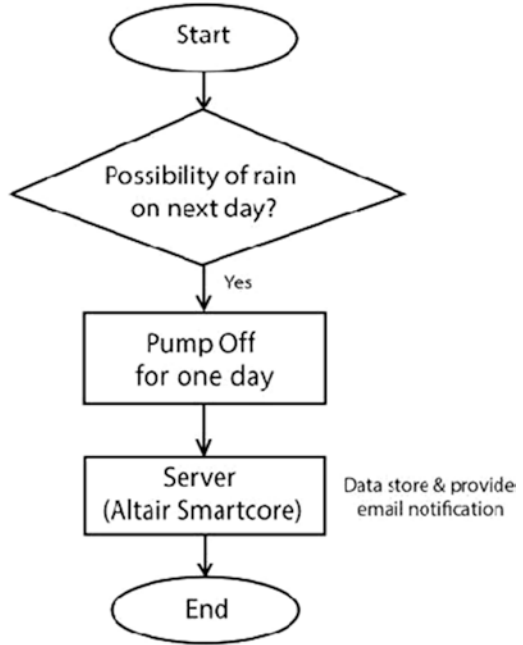 Start
Possibility of rain
on next day?
Yes
Pump Off
for one day
Server
(Altair Smartcore)
Data store & provide
email notification
End